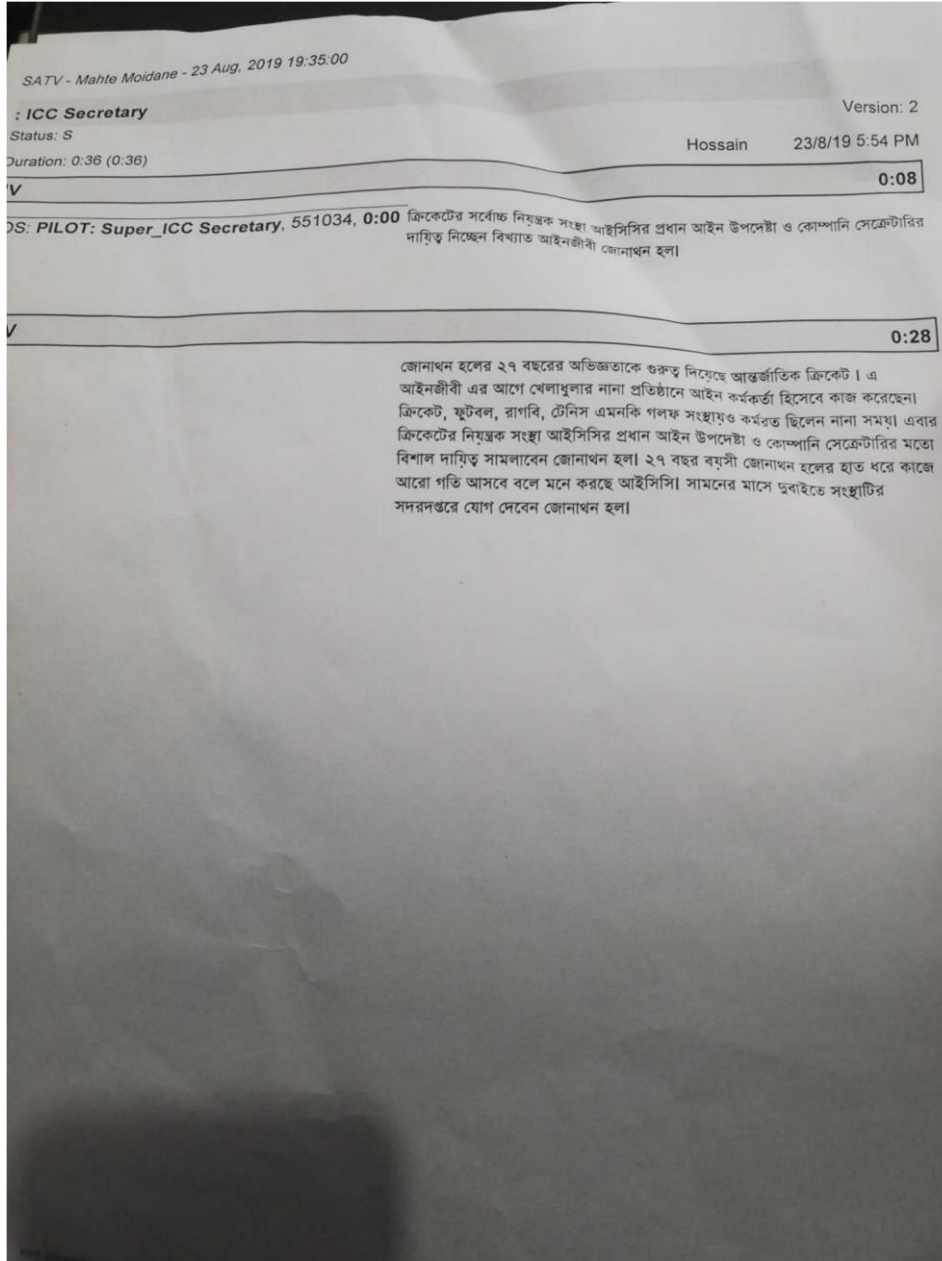 SATV - Mahte Moidane - 23 Aug, 2019 19:35:00
: ICC Secretary
Version: 2
Status: S
Hossain 23/8/19 5:54 PM
Duration: 0:36 (0:36)
V 0:08
DS: PILOT: Super_ICC Secretary, 551034, 0:00 ক্রিকেটের সর্বোচ্চ নিয়ন্ত্রক সংস্থা আইসিসির প্রধান আইন উপদেষ্টা ও কোম্পানি সেক্রেটারির
দায়িত্ব নিচ্ছেন বিখ্যাত আইনজীবী জোনাথন হল।
V 0:28
জোনাথন হলের ২৭ বছরের অভিজ্ঞতাকে গুরুত্ব দিয়েছে আন্তর্জাতিক ক্রিকেট । এ
আইনজীবী এর আগে খেলাধুলার নানা প্রতিষ্ঠানে আইন কর্মকর্তা হিসেবে কাজ করেছেন।
ক্রিকেট, ফুটবল, রাগবি, টেনিস এমনকি গলফ সংস্থায়ও কর্মরত ছিলেন নানা সময়। এবার
ক্রিকেটের নিয়ন্ত্রক সংস্থা আইসিসির প্রধান আইন উপদেষ্টা ও কোম্পানি সেক্রেটারির মতো
বিশাল দায়িত্ব সামলাবেন জোনাথন হল। ২৭ বছর বয়সী জোনাথন হলের হাত ধরে কাজে
আরো গতি আসবে বলে মনে করছে আইসিসি। সামনের মাসে দুবাইতে সংস্থাটির
সদরদপ্তরে যোগ দেবেন জোনাথন হল।